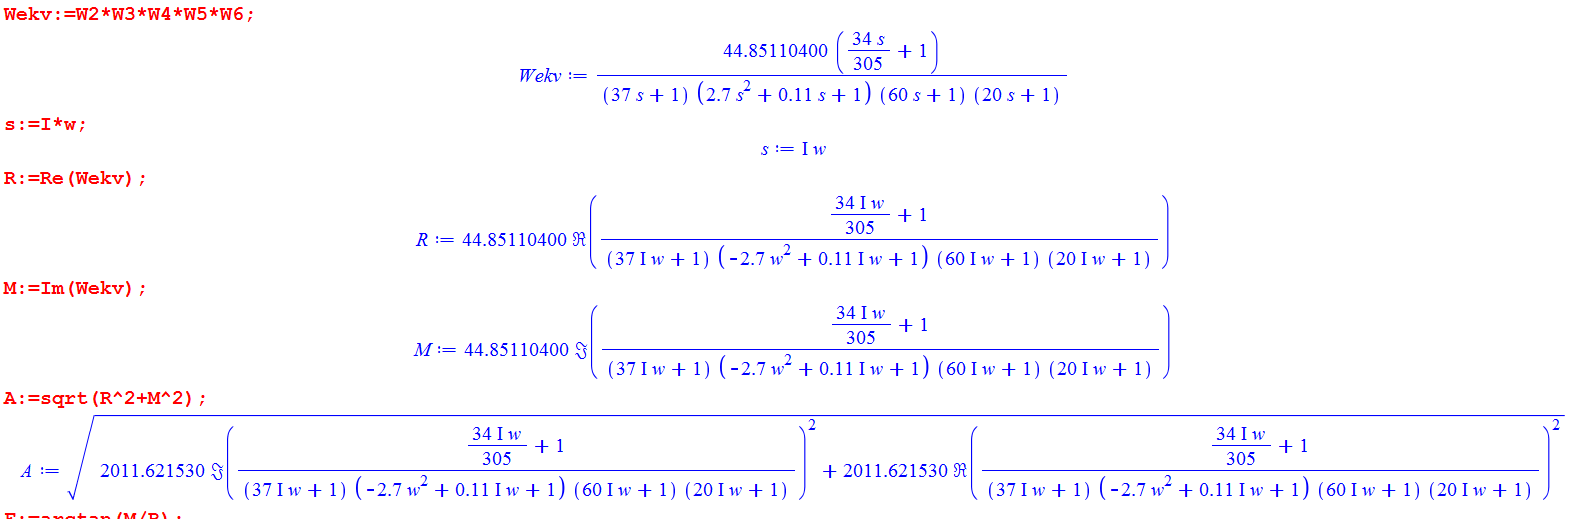 Wekv:=W2*W3*W4*W5*W6;
Wekv := 44.85110400 (34 s/305 + 1) / ((37 s + 1) (2.7 s^2 + 0.11 s + 1) (60 s + 1) (20 s + 1))
s:=I*w;
s := I w
R:=Re(Wekv);
R := 44.85110400 ℜ((34 I w/305 + 1) / ((37 I w + 1) (-2.7 w^2 + 0.11 I w + 1) (60 I w + 1) (20 I w + 1)))
M:=Im(Wekv);
M := 44.85110400 ℑ((34 I w/305 + 1) / ((37 I w + 1) (-2.7 w^2 + 0.11 I w + 1) (60 I w + 1) (20 I w + 1)))
A:=sqrt(R^2+M^2);
A := √(2011.621530 ℑ((34 I w/305 + 1) / ((37 I w + 1) (-2.7 w^2 + 0.11 I w + 1) (60 I w + 1) (20 I w + 1)))^2 + 2011.621530 ℜ((34 I w/305 + 1) / ((37 I w + 1) (-2.7 w^2 + 0.11 I w + 1) (60 I w + 1) (20 I w + 1)))^2)